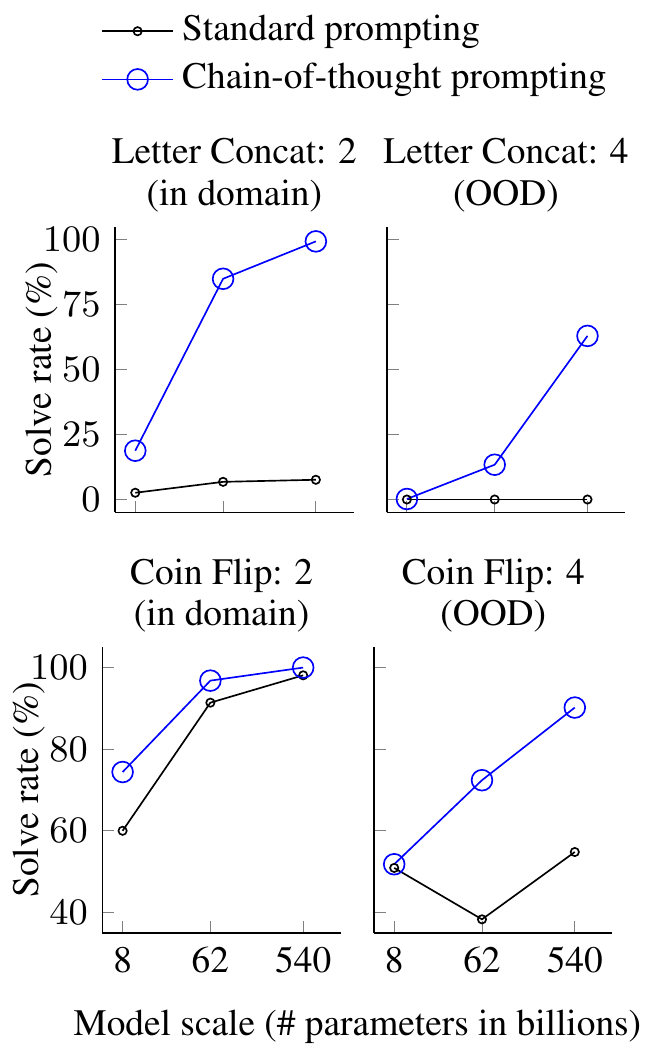 Standard prompting
Chain-of-thought prompting
Letter Concat: 2
(in domain)
Letter Concat: 4
(OOD)
Solve rate (%)
100
75
50
25
0
Coin Flip: 2
(in domain)
Coin Flip: 4
(OOD)
Solve rate (%)
100
80
60
40
8 62 540
8 62 540
Model scale (# parameters in billions)